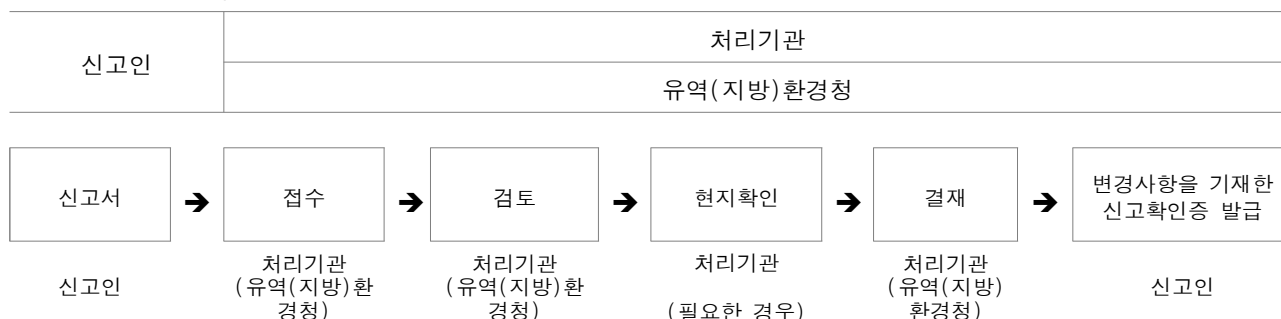 신고인
처리기관
유역(지방)환경청
신고서 ➔ 접수 ➔ 검토 ➔ 현지확인 ➔ 결재 ➔ 변경사항을 기재한
신고확인증 발급
신고인
처리기관
(유역(지방)환
경청)
처리기관
(유역(지방)환
경청)
처리기관
(필요한 경우)
처리기관
(유역(지방)
환경청)
신고인